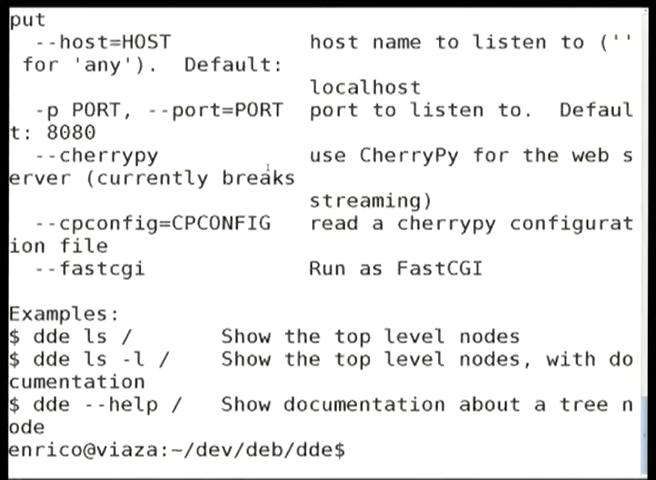 put
  --host=HOST           host name to listen to (''
 for 'any').  Default:
                        localhost
  -p PORT, --port=PORT  port to listen to.  Defaul
t: 8080
  --cherrypy            use CherryPy for the web s
erver (currently breaks
                        streaming)
  --cpconfig=CPCONFIG   read a cherrypy configurat
ion file
  --fastcgi             Run as FastCGI

Examples:
$ dde ls /       Show the top level nodes
$ dde ls -l /    Show the top level nodes, with do
cumentation
$ dde --help /   Show documentation about a tree n
ode
enrico@viaza:~/dev/deb/dde$